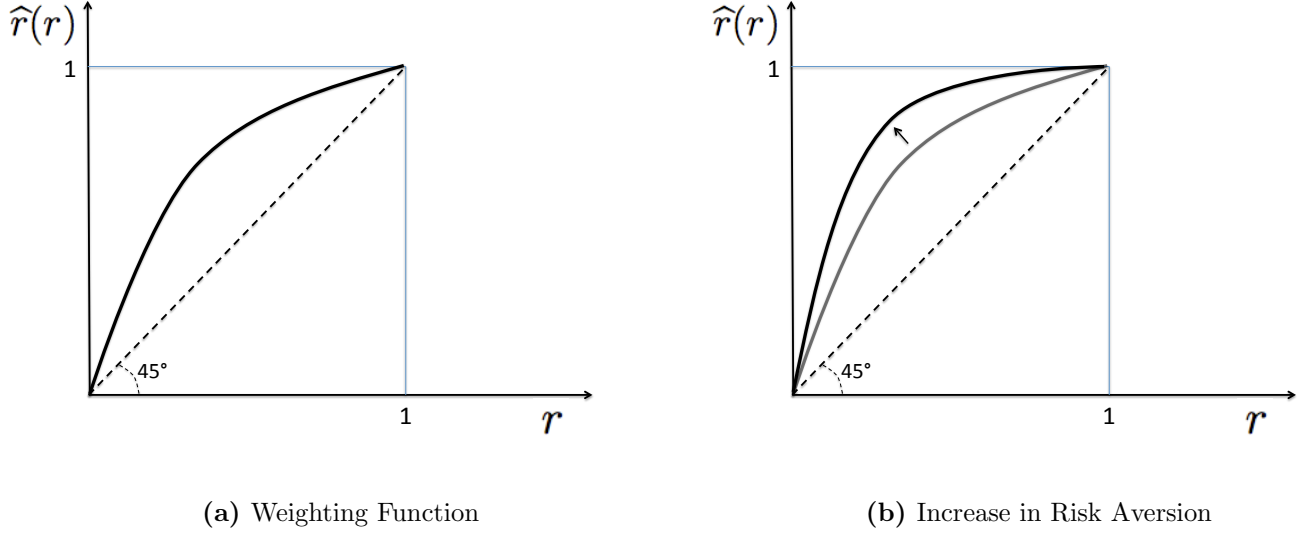 r̂(r)
1
45°
1
r
(a) Weighting Function
r̂(r)
1
45°
1
r
(b) Increase in Risk Aversion